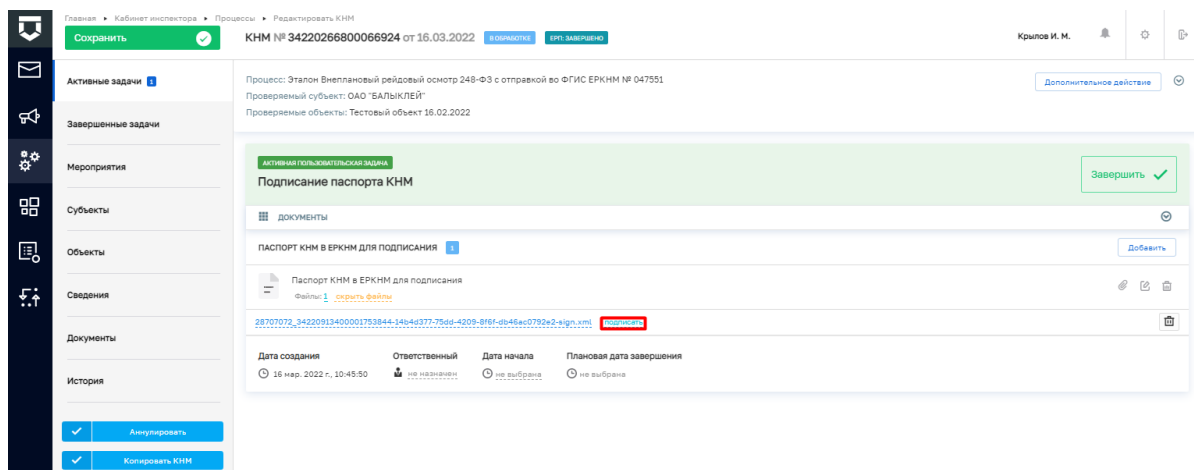 Главная ▸ Кабинет инспектора ▸ Процессы ▸ Редактировать КНМ
Сохранить
КНМ № 34220266800066924 от 16.03.2022
В ОБРАБОТКЕ
ЕРП: ЗАВЕРШЕНО
Крылов И. М.
Активные задачи 1
Завершенные задачи
Мероприятия
Субъекты
Объекты
Сведения
Документы
История
Аннулировать
Копировать КНМ
Процесс: Эталон Внеплановый рейдовый осмотр 248-ФЗ с отправкой во ФГИС ЕРКНМ № 047551
Проверяемый субъект: ОАО "БАЛЫКЛЕЙ"
Проверяемые объекты: Тестовый объект 16.02.2022
Дополнительное действие
АКТИВНАЯ ПОЛЬЗОВАТЕЛЬСКАЯ ЗАДАЧА
Подписание паспорта КНМ
Завершить
ДОКУМЕНТЫ
ПАСПОРТ КНМ В ЕРКНМ ДЛЯ ПОДПИСАНИЯ 1
Добавить
Паспорт КНМ в ЕРКНМ для подписания
Файлы: 1 скрыть файлы
28707072_34220913400001753844-14b4d377-75dd-4209-8f6f-db46ac0792e2-sign.xml подписать
Дата создания Ответственный Дата начала Плановая дата завершения
16 мар. 2022 г., 10:45:50 не назначен не выбрана не выбрана